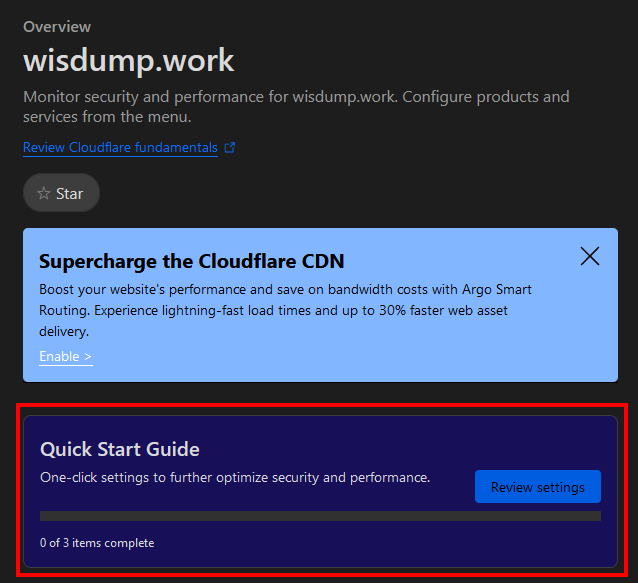 Overview
wisdump.work
Monitor security and performance for wisdump.work. Configure products and
services from the menu.
Review Cloudflare fundamentals
Star
Supercharge the Cloudflare CDN
Boost your website's performance and save on bandwidth costs with Argo Smart
Routing. Experience lightning-fast load times and up to 30% faster web asset
delivery.
Enable >
Quick Start Guide
One-click settings to further optimize security and performance.
Review settings
0 of 3 items complete